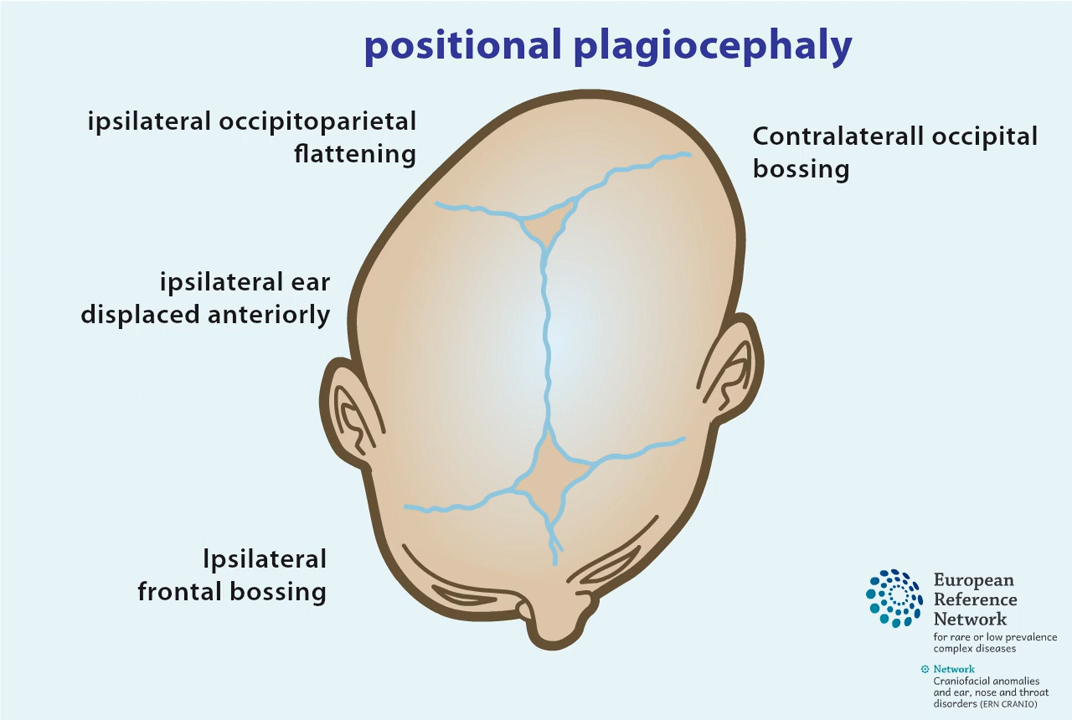 positional plagiocephaly
ipsilateral occipitoparietal
flattening
Contralaterall occipital
bossing
ipsilateral ear
displaced anteriorly
Ipsilateral
frontal bossing
European
Reference
Network
for rare or low prevalence
complex diseases
Network
Craniofacial anomalies
and ear, nose and throat
disorders (ERN CRANIO)